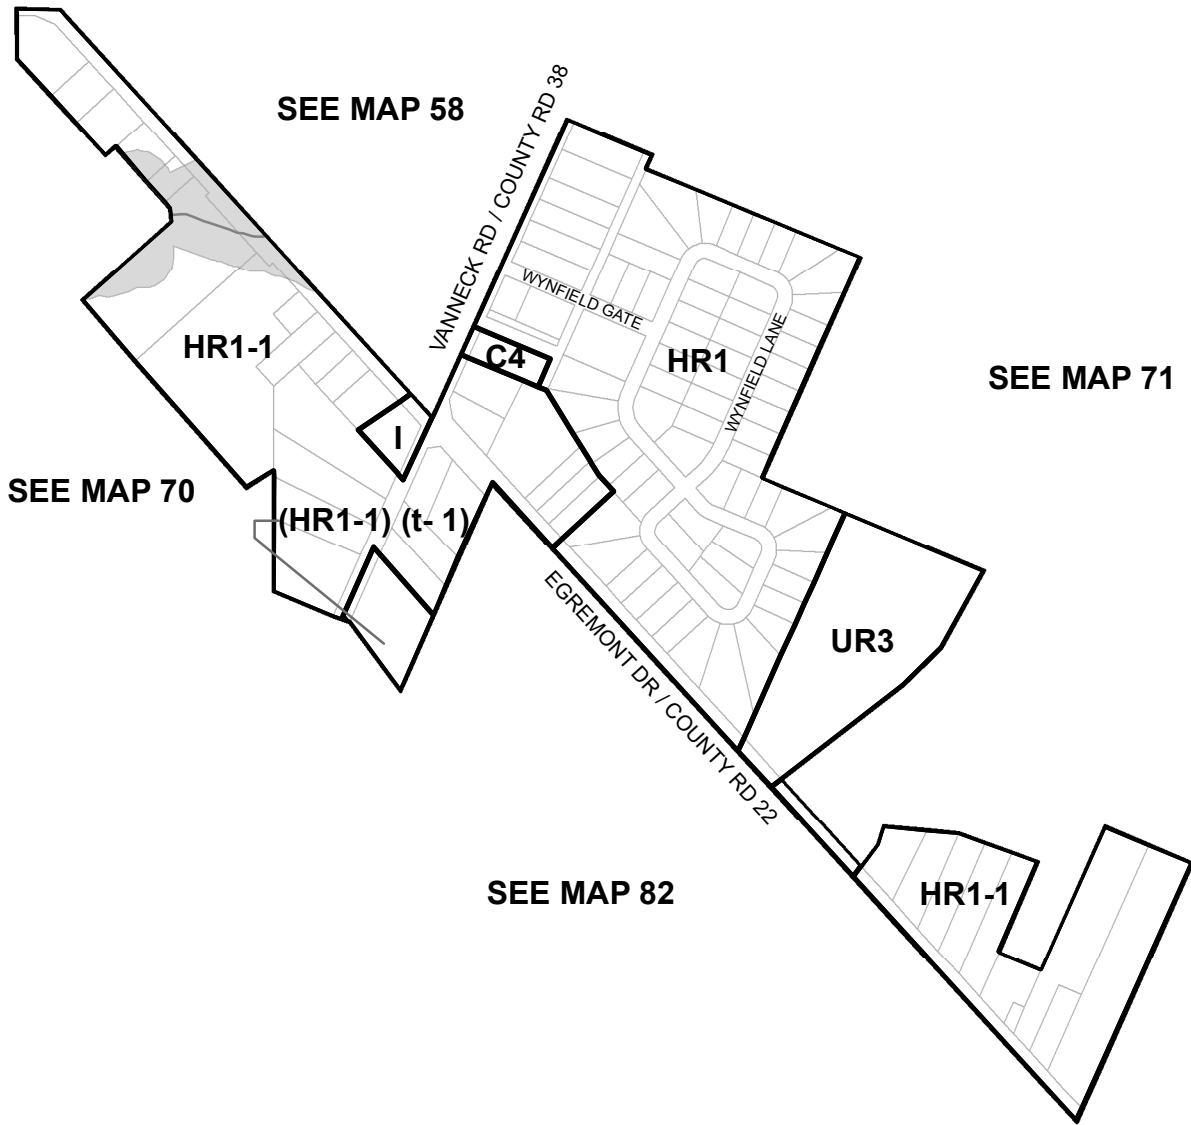 SEE MAP 58
VANNECK RD / COUNTY RD 38
WYNFIELD GATE
HR1-1
C4
HR1
WYNFIELD LANE
SEE MAP 71
I
SEE MAP 70
(HR1-1) (t- 1)
EGREMONT DR / COUNTY RD 22
UR3
SEE MAP 82
HR1-1